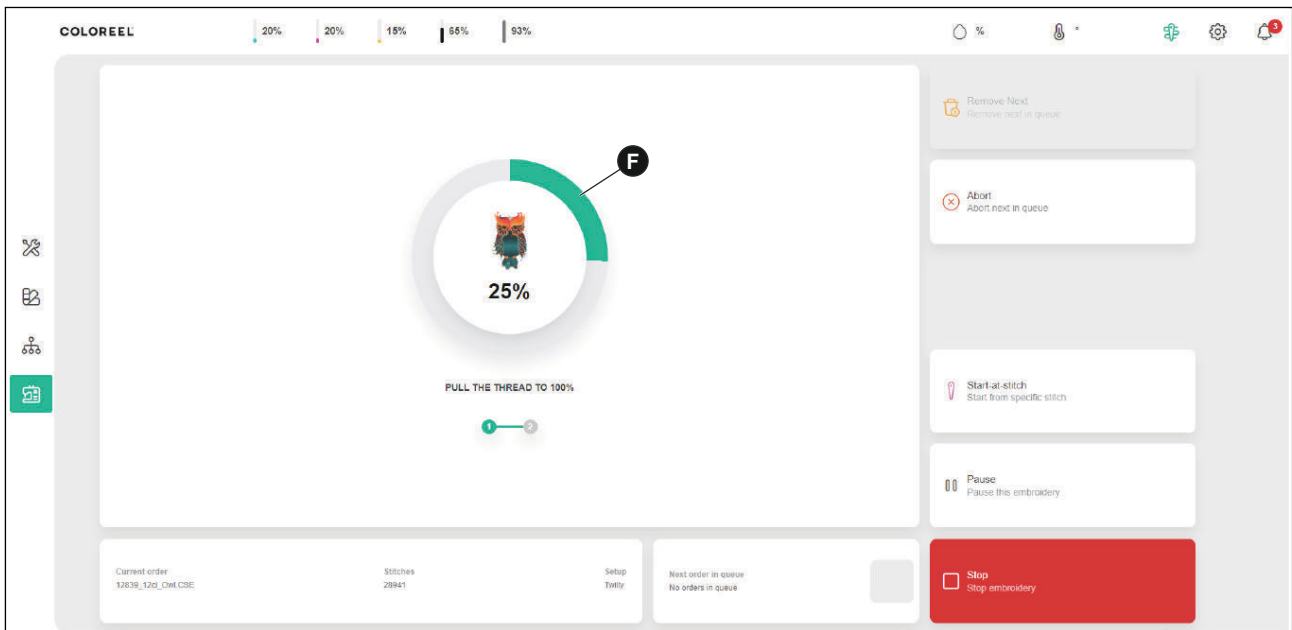 COLOREEL
20%
20%
15%
65%
93%
%
°
3
Remove Next
Remove next in queue
F
Abort
Abort next in queue
25%
PULL THE THREAD TO 100%
1
2
Start-at-stitch
Start from specific stitch
Pause
Pause this embroidery
Current order
12839_12cl_Owl.CSE
Stitches
28941
Setup
Twilly
Next order in queue
No orders in queue
Stop
Stop embroidery